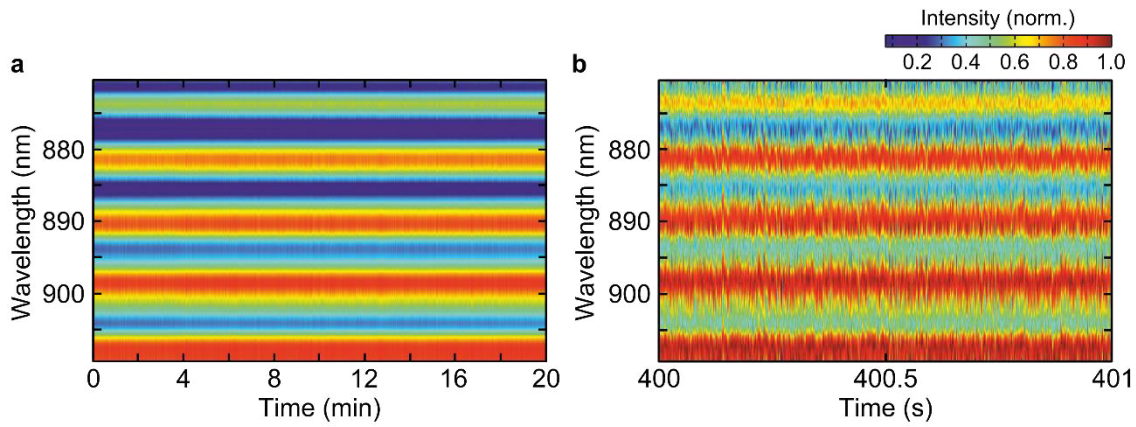 Intensity (norm.)
0.2 0.4 0.6 0.8 1.0
a
Wavelength (nm)
880
890
900
0 4 8 12 16 20
Time (min)
b
Wavelength (nm)
880
890
900
400 400.5 401
Time (s)